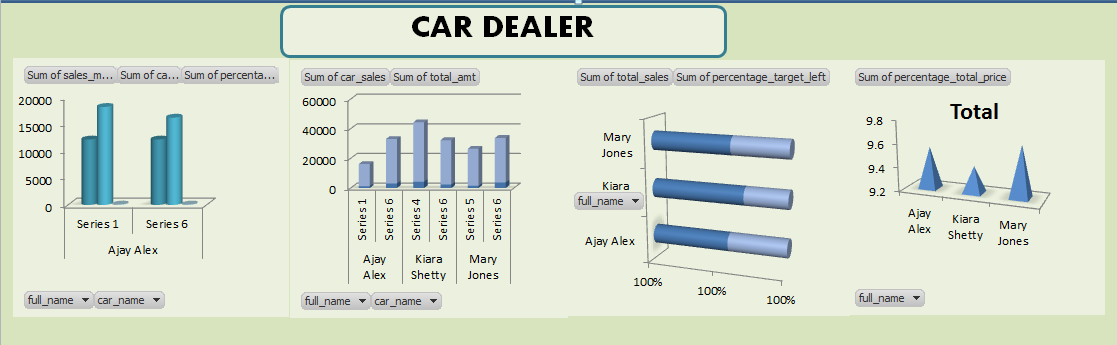 CAR DEALER
Sum of sales_m... Sum of ca... Sum of percenta...
20000
15000
10000
5000
0
Series 1 Series 6
Ajay Alex
full_name car_name
Sum of car_sales Sum of total_amt
60000
40000
20000
0
Series 1 Series 6 Series 4 Series 6 Series 5 Series 6
Ajay Alex Kiara Shetty Mary Jones
full_name car_name
Sum of total_sales Sum of percentage_target_left
Mary Jones
Kiara
full_name
Ajay Alex
100% 100% 100%
Sum of percentage_total_price
Total
9.8
9.6
9.4
9.2
Ajay Alex Kiara Shetty Mary Jones
full_name